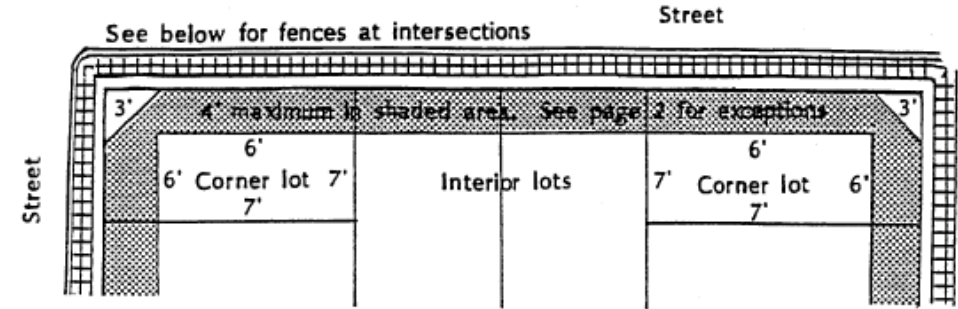 Street
See below for fences at intersections
3' 4' maximum in shaded area. See page 2 for exceptions 3'
6' 6'
6' Corner lot 7' Interior lots 7' Corner lot 6'
7' 7'
Street